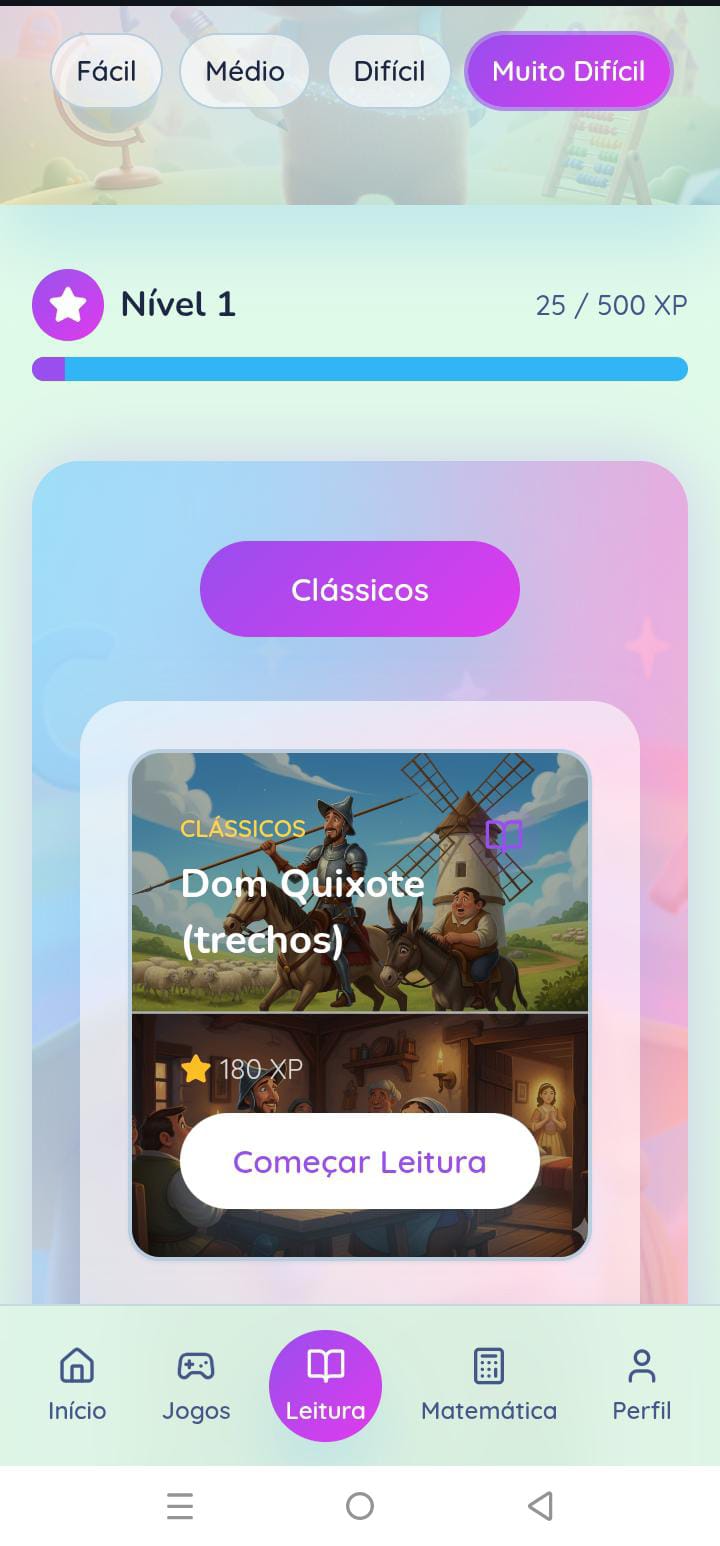 Fácil Médio Difícil Muito Difícil
Nível 1 25 / 500 XP
Clássicos
CLÁSSICOS
Dom Quixote
(trechos)
180 XP
Começar Leitura
Início Jogos Leitura Matemática Perfil